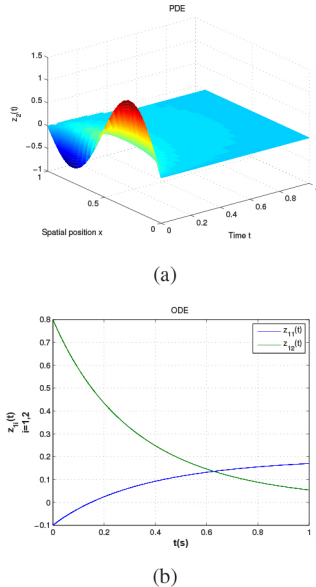 PDE
1.5
1
0.5
0
-0.5
-1
z2(t)
1
0.5
0
Spatial position x
0
0.2
0.4
0.6
0.8
1
Time t
(a)
ODE
0.8
0.7
0.6
0.5
0.4
0.3
0.2
0.1
0
-0.1
z1i(t)
i=1,2
z11(t)
z12(t)
0
0.2
0.4
0.6
0.8
1
t(s)
(b)